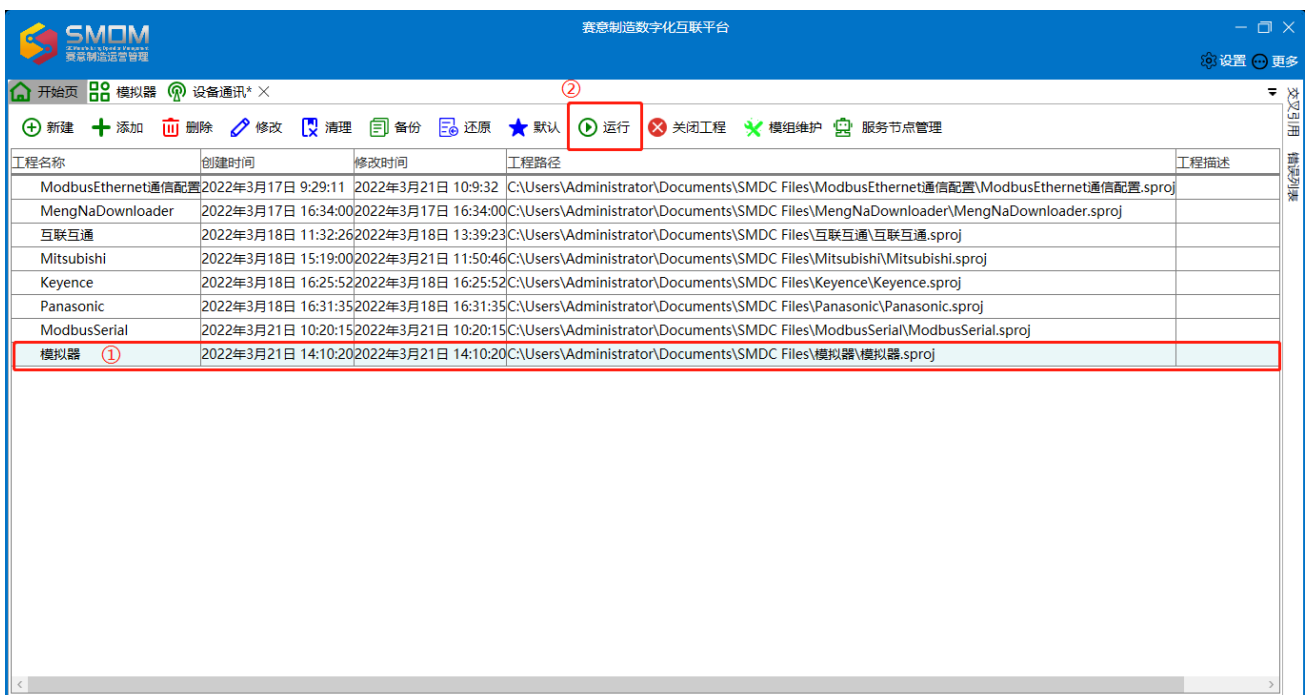 赛意制造数字化互联平台
SMOM
赛意制造运营管理
设置 更多
开始页 模拟器 设备通讯*
②
新建 添加 删除 修改 清理 备份 还原 默认 运行 关闭工程 模组维护 服务节点管理
工程名称 创建时间 修改时间 工程路径 工程描述
ModbusEthernet通信配置 2022年3月17日 9:29:11 2022年3月21日 10:9:32 C:\Users\Administrator\Documents\SMDC Files\ModbusEthernet通信配置\ModbusEthernet通信配置.sproj
MengNaDownloader 2022年3月17日 16:34:00 2022年3月17日 16:34:00 C:\Users\Administrator\Documents\SMDC Files\MengNaDownloader\MengNaDownloader.sproj
互联互通 2022年3月18日 11:32:26 2022年3月18日 13:39:23 C:\Users\Administrator\Documents\SMDC Files\互联互通\互联互通.sproj
Mitsubishi 2022年3月18日 15:19:00 2022年3月21日 11:50:46 C:\Users\Administrator\Documents\SMDC Files\Mitsubishi\Mitsubishi.sproj
Keyence 2022年3月18日 16:25:52 2022年3月18日 16:25:52 C:\Users\Administrator\Documents\SMDC Files\Keyence\Keyence.sproj
Panasonic 2022年3月18日 16:31:35 2022年3月18日 16:31:35 C:\Users\Administrator\Documents\SMDC Files\Panasonic\Panasonic.sproj
ModbusSerial 2022年3月21日 10:20:15 2022年3月21日 10:20:15 C:\Users\Administrator\Documents\SMDC Files\ModbusSerial\ModbusSerial.sproj
模拟器 ① 2022年3月21日 14:10:20 2022年3月21日 14:10:20 C:\Users\Administrator\Documents\SMDC Files\模拟器\模拟器.sproj
交叉引用
错误列表